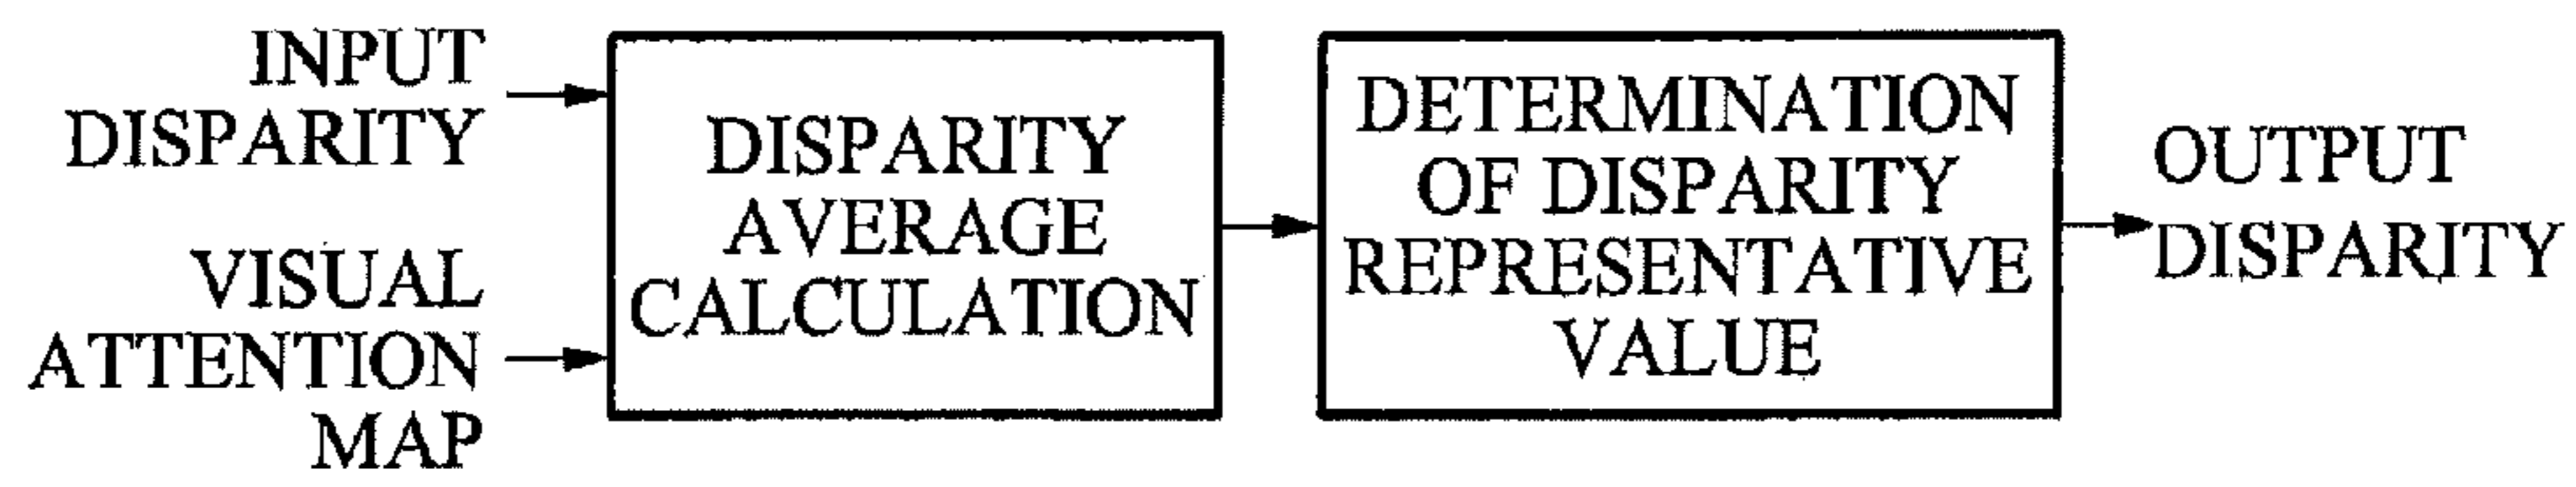 INPUT
DISPARITY
VISUAL
ATTENTION
MAP
DISPARITY
AVERAGE
CALCULATION
DETERMINATION
OF DISPARITY
REPRESENTATIVE
VALUE
OUTPUT
DISPARITY